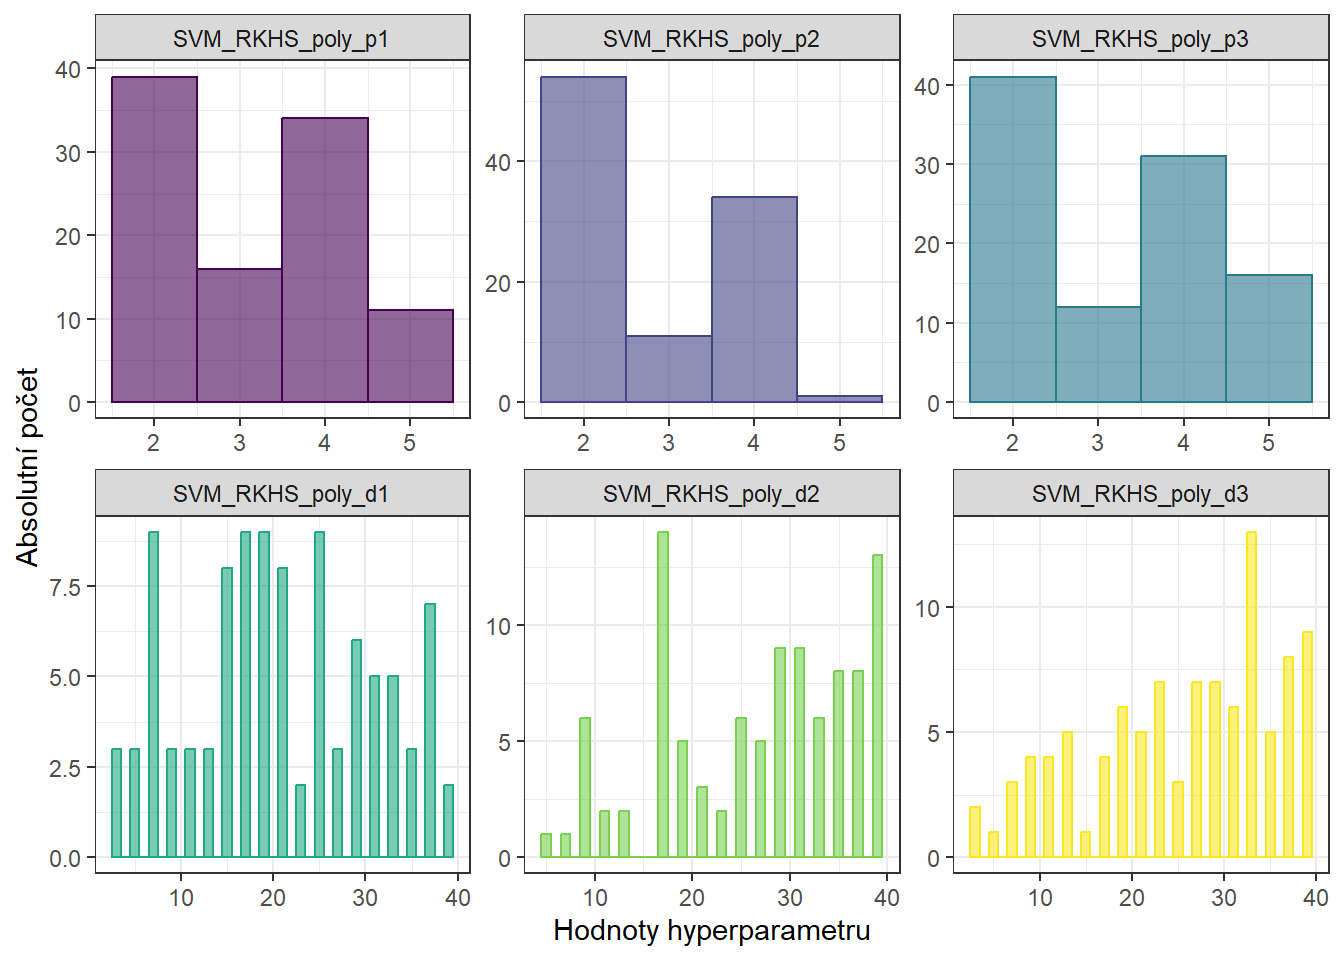 SVM_RKHS_poly_p1 SVM_RKHS_poly_p2 SVM_RKHS_poly_p3
40 30 20 10 0
40 20 0
40 30 20 10 0
2 3 4 5
2 3 4 5
2 3 4 5
Absolutní počet
SVM_RKHS_poly_d1 SVM_RKHS_poly_d2 SVM_RKHS_poly_d3
7.5 5.0 2.5 0.0
10 5 0
10 5 0
10 20 30 40
10 20 30 40
10 20 30 40
Hodnoty hyperparametru